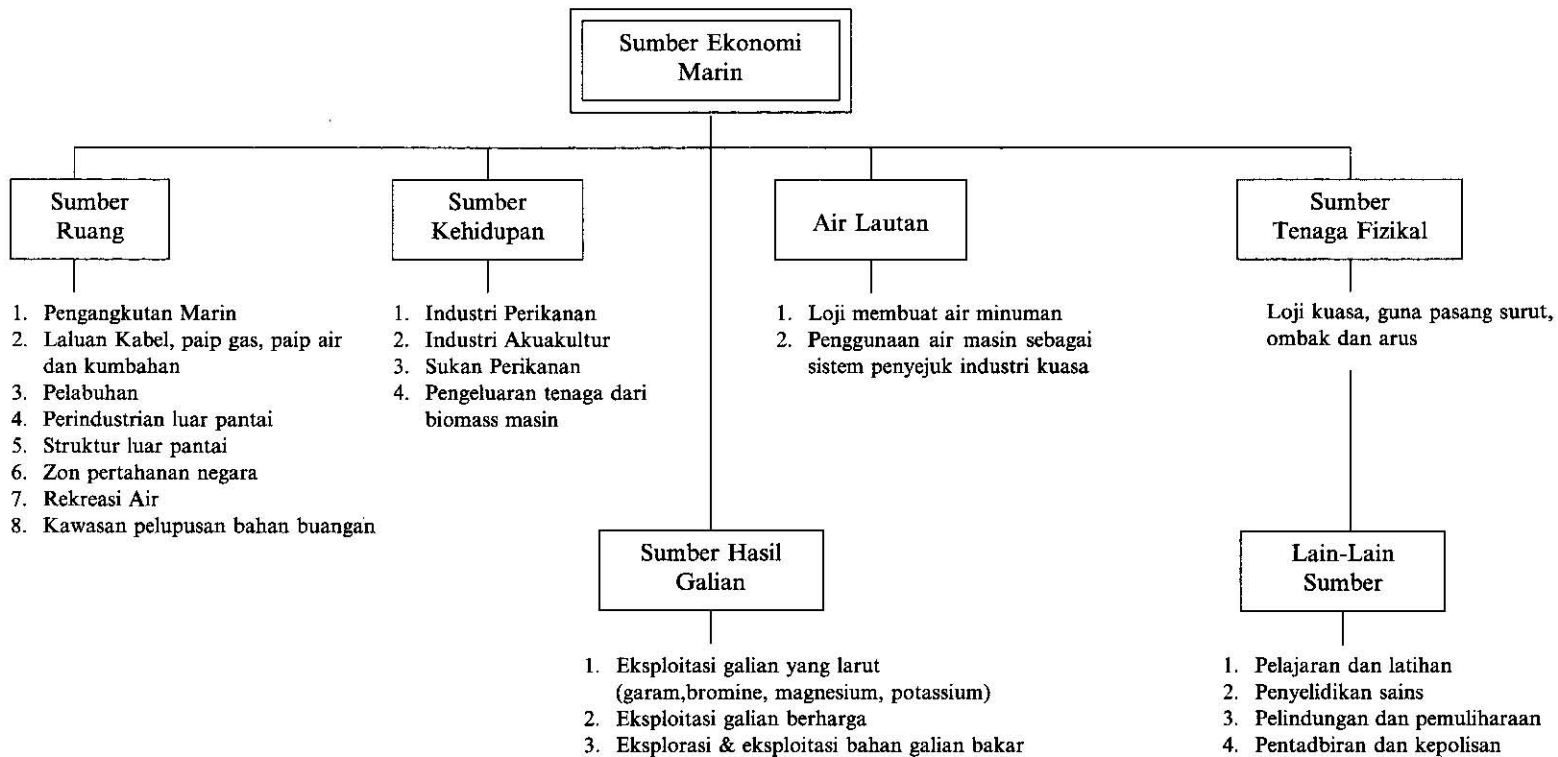 Sumber Ekonomi
Marin
Sumber
Ruang
1. Pengangkutan Marin
2. Laluan Kabel, paip gas, paip air
dan kumbahan
3. Pelabuhan
4. Perindustrian luar pantai
5. Struktur luar pantai
6. Zon pertahanan negara
7. Rekreasi Air
8. Kawasan pelupusan bahan buangan
Sumber
Kehidupan
1. Industri Perikanan
2. Industri Akuakultur
3. Sukan Perikanan
4. Pengeluaran tenaga dari
biomass masin
Air Lautan
1. Loji membuat air minuman
2. Penggunaan air masin sebagai
sistem penyejuk industri kuasa
Sumber
Tenaga Fizikal
Loji kuasa, guna pasang surut,
ombak dan arus
Sumber Hasil
Galian
1. Eksploitasi galian yang larut
(garam,bromine, magnesium, potassium)
2. Eksploitasi galian berharga
3. Eksplorasi & eksploitasi bahan galian bakar
Lain-Lain
Sumber
1. Pelajaran dan latihan
2. Penyelidikan sains
3. Pelindungan dan pemuliharaan
4. Pentadbiran dan kepolisan